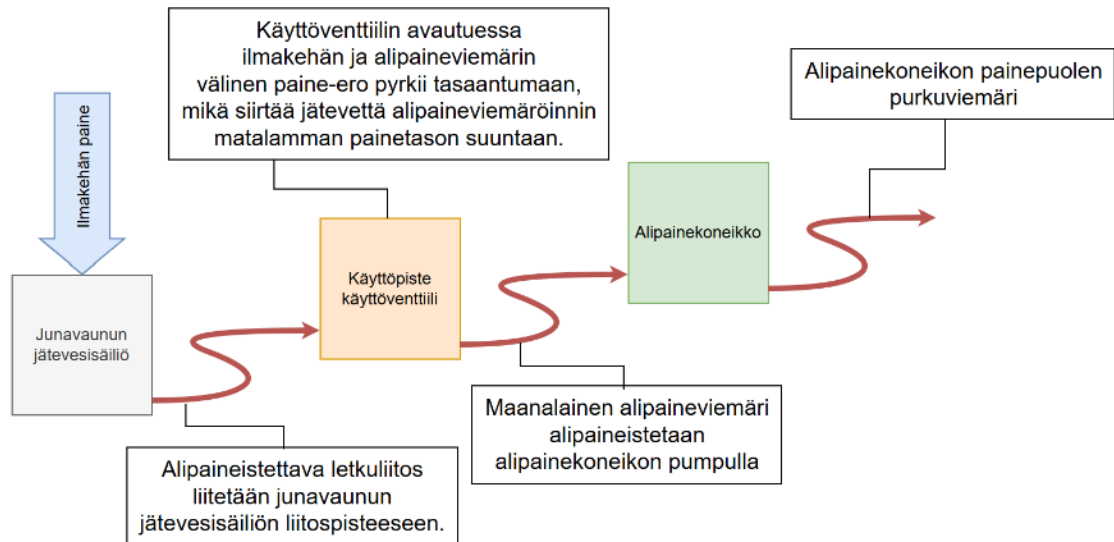 Käyttöventtiilin avautuessa
ilmakehän ja alipaineviemärin
välinen paine-ero pyrkii tasaantumaan,
mikä siirtää jätevettä alipaineviemäröinnin
matalamman painetason suuntaan.
Alipainekoneikon painepuolen
purkuviemäri
Ilmakehän paine
Alipainekoneikko
Käyttöpiste
käyttöventtiili
Junavaunun
jätevesisäiliö
Maanalainen alipaineviemäri
alipaineistetaan
alipainekoneikon pumpulla
Alipaineistettava letkuliitos
liitetään junavaunun
jätevesisäiliön liitospisteeseen.